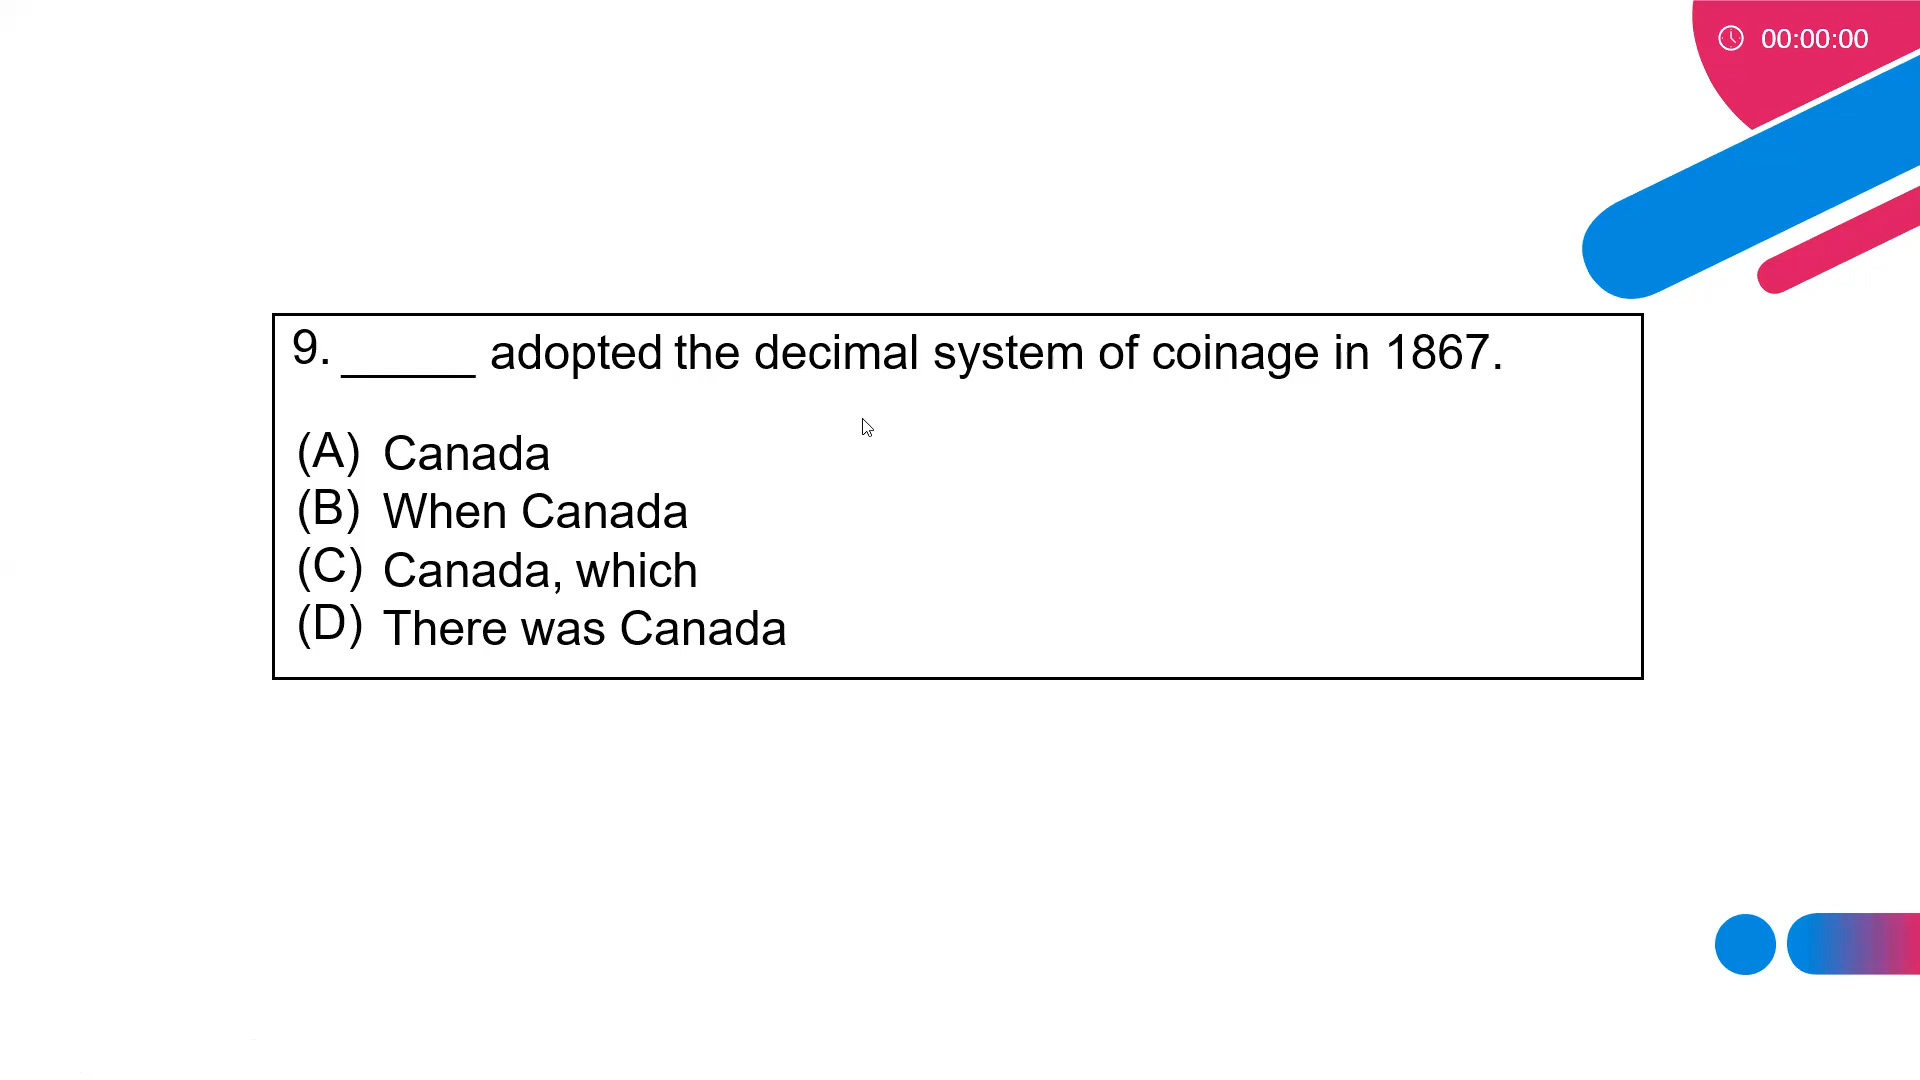 00:00:00
9. _____ adopted the decimal system of coinage in 1867.
(A) Canada
(B) When Canada
(C) Canada, which
(D) There was Canada